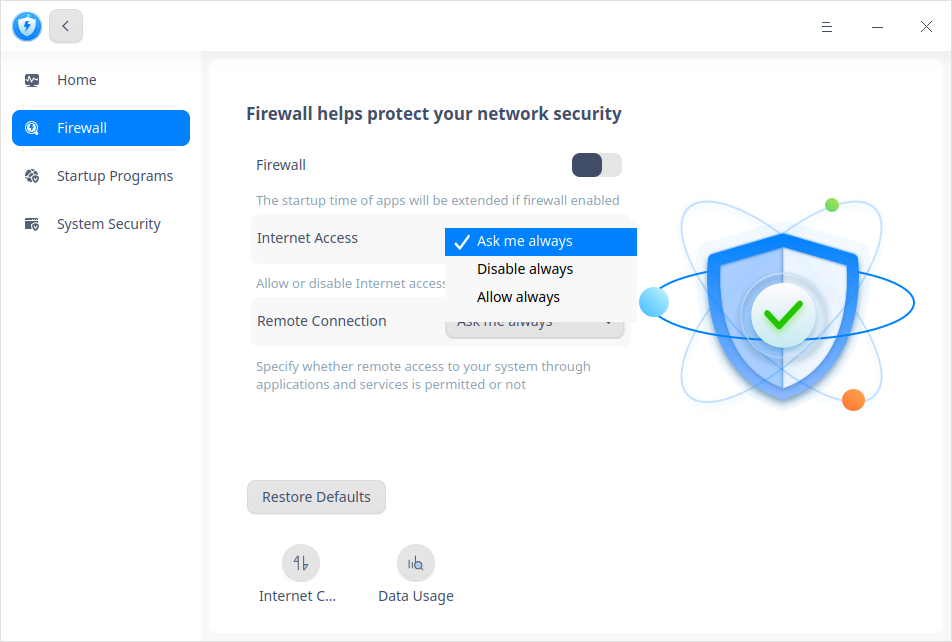 Home
Firewall
Startup Programs
System Security
Firewall helps protect your network security
Firewall
The startup time of apps will be extended if firewall enabled
Internet Access
Ask me always
Disable always
Allow always
Allow or disable Internet access
Remote Connection
Ask me always
Specify whether remote access to your system through
applications and services is permitted or not
Restore Defaults
Internet C...
Data Usage